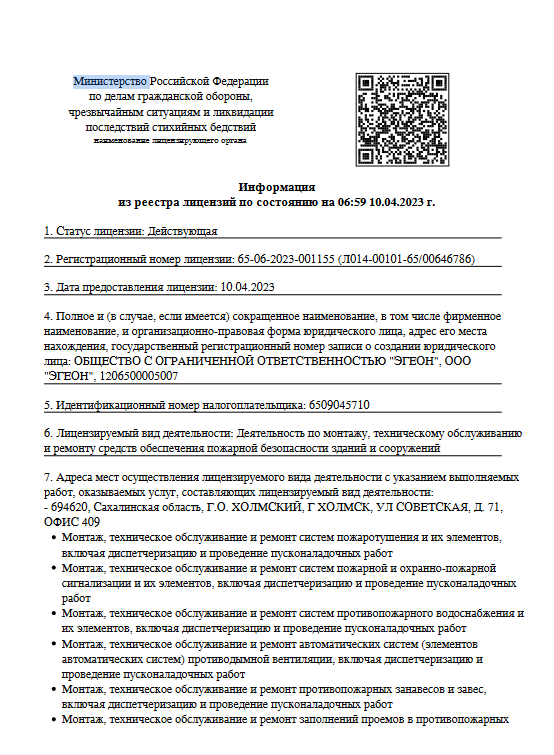 Министерство Российской Федерации
по делам гражданской обороны,
чрезвычайным ситуациям и ликвидации
последствий стихийных бедствий
наименование лицензирующего органа
Информация
из реестра лицензий по состоянию на 06:59 10.04.2023 г.
1. Статус лицензии: Действующая
2. Регистрационный номер лицензии: 65-06-2023-001155 (Л014-00101-65/00646786)
3. Дата предоставления лицензии: 10.04.2023
4. Полное и (в случае, если имеется) сокращенное наименование, в том числе фирменное
наименование, и организационно-правовая форма юридического лица, адрес его места
нахождения, государственный регистрационный номер записи о создании юридического
лица: ОБЩЕСТВО С ОГРАНИЧЕННОЙ ОТВЕТСТВЕННОСТЬЮ "ЭГЕОН", ООО
"ЭГЕОН", 1206500005007
5. Идентификационный номер налогоплательщика: 6509045710
6. Лицензируемый вид деятельности: Деятельность по монтажу, техническому обслуживанию
и ремонту средств обеспечения пожарной безопасности зданий и сооружений
7. Адреса мест осуществления лицензируемого вида деятельности с указанием выполняемых
работ, оказываемых услуг, составляющих лицензируемый вид деятельности:
- 694620, Сахалинская область, Г.О. ХОЛМСКИЙ, Г ХОЛМСК, УЛ СОВЕТСКАЯ, Д. 71,
ОФИС 409
• Монтаж, техническое обслуживание и ремонт систем пожаротушения и их элементов,
включая диспетчеризацию и проведение пусконаладочных работ
• Монтаж, техническое обслуживание и ремонт систем пожарной и охранно-пожарной
сигнализации и их элементов, включая диспетчеризацию и проведение пусконаладочных
работ
• Монтаж, техническое обслуживание и ремонт систем противопожарного водоснабжения и
их элементов, включая диспетчеризацию и проведение пусконаладочных работ
• Монтаж, техническое обслуживание и ремонт автоматических систем (элементов
автоматических систем) противодымной вентиляции, включая диспетчеризацию и
проведение пусконаладочных работ
• Монтаж, техническое обслуживание и ремонт противопожарных занавесов и завес,
включая диспетчеризацию и проведение пусконаладочных работ
• Монтаж, техническое обслуживание и ремонт заполнений проемов в противопожарных